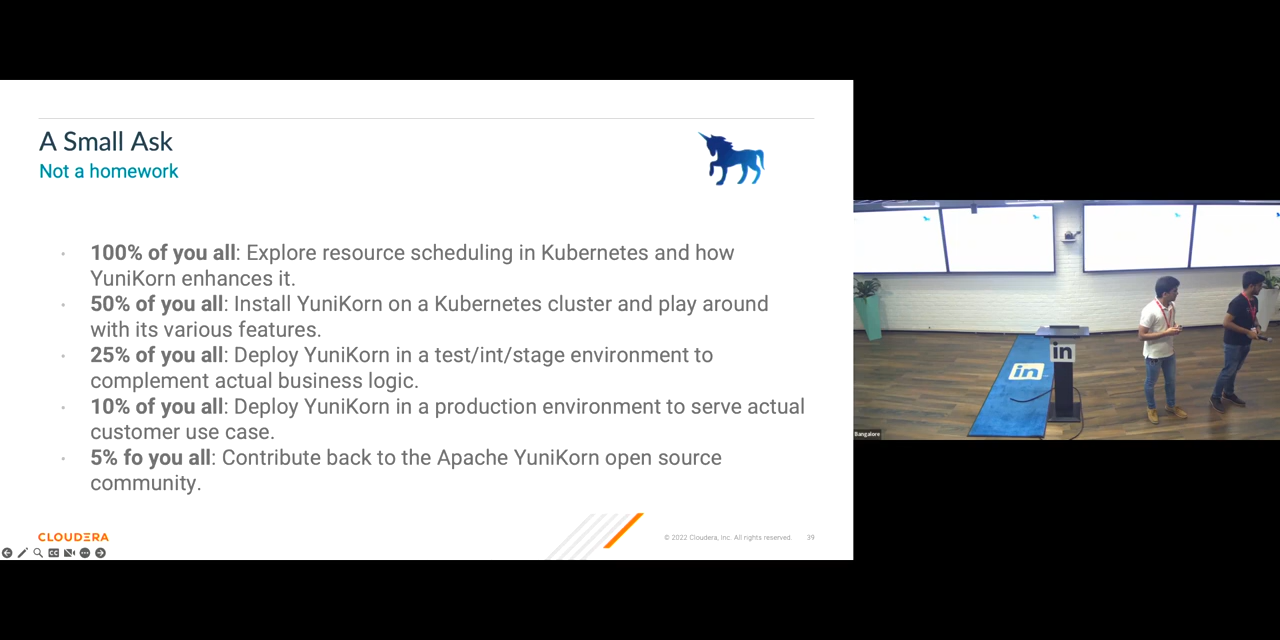 A Small Ask
Not a homework
100% of you all: Explore resource scheduling in Kubernetes and how
YuniKorn enhances it.
50% of you all: Install YuniKorn on a Kubernetes cluster and play around
with its various features.
25% of you all: Deploy YuniKorn in a test/int/stage environment to
complement actual business logic.
10% of you all: Deploy YuniKorn in a production environment to serve actual
customer use case.
5% fo you all: Contribute back to the Apache YuniKorn open source
community.
CLOUDERA
© 2022 Cloudera, Inc. All rights reserved. 39
in
in
Bangalore